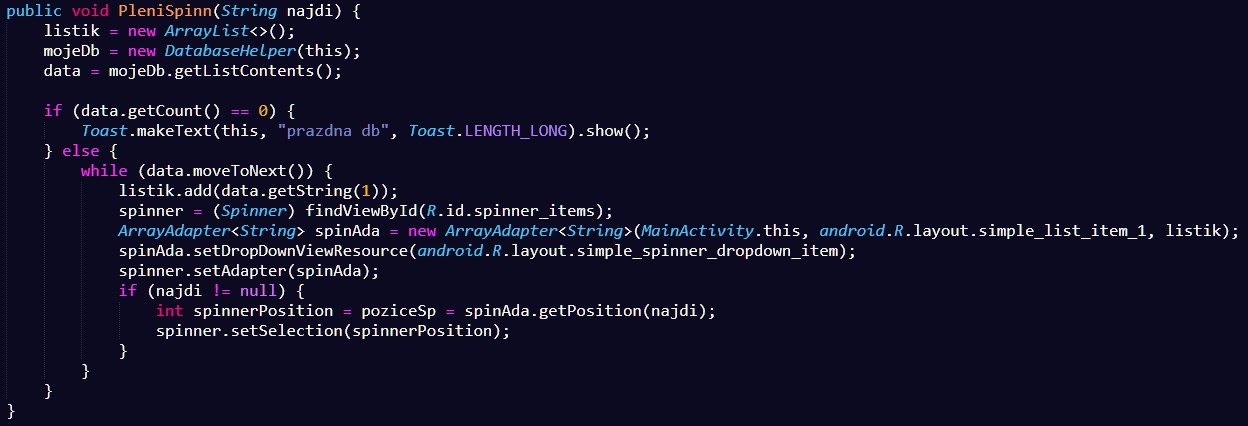 public void PleniSpinn(String najdi) {
    listik = new ArrayList<>();
    mojeDb = new DatabaseHelper(this);
    data = mojeDb.getListContents();

    if (data.getCount() == 0) {
        Toast.makeText(this, "prazdna db", Toast.LENGTH_LONG).show();
    } else {
        while (data.moveToNext()) {
            listik.add(data.getString(1));
            spinner = (Spinner) findViewById(R.id.spinner_items);
            ArrayAdapter<String> spinAda = new ArrayAdapter<String>(MainActivity.this, android.R.layout.simple_list_item_1, listik);
            spinAda.setDropDownViewResource(android.R.layout.simple_spinner_dropdown_item);
            spinner.setAdapter(spinAda);
            if (najdi != null) {
                int spinnerPosition = poziceSp = spinAda.getPosition(najdi);
                spinner.setSelection(spinnerPosition);
            }
        }
    }
}